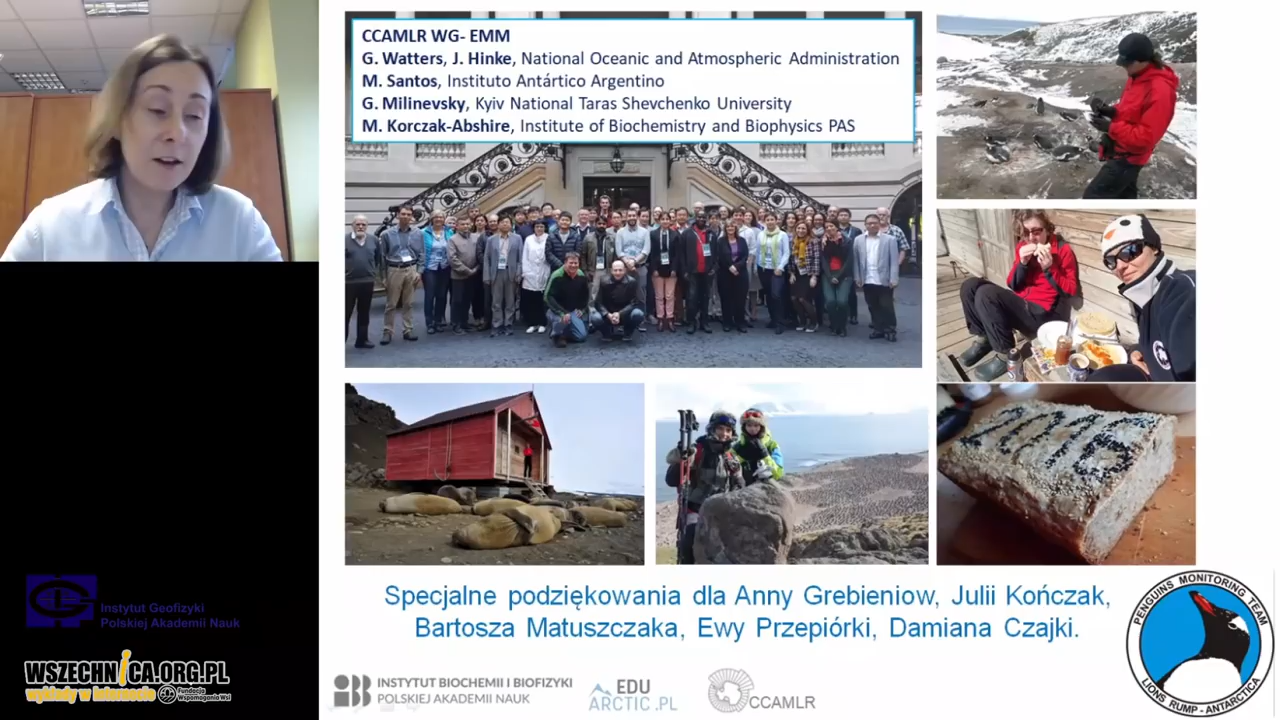 CCAMLR WG- EMM
G. Watters, J. Hinke, National Oceanic and Atmospheric Administration
M. Santos, Instituto Antártico Argentino
G. Milinevsky, Kyiv National Taras Shevchenko University
M. Korczak-Abshire, Institute of Biochemistry and Biophysics PAS
2016
Specjalne podziękowania dla Anny Grebieniow, Julii Kończak,
Bartosza Matuszczaka, Ewy Przepiórki, Damiana Czajki.
PENGUINS MONITORING TEAM
LIONS RUMP - ANTARCTICA
Instytut Geofizyki
Polskiej Akademii Nauk
WSZECHNICA.ORG.PL
wykłady w internecie
Fundacja
Wspomagania Wsi
INSTYTUT BIOCHEMII I BIOFIZYKI
POLSKIEJ AKADEMII NAUK
EDU
ARCTIC.PL
CCAMLR